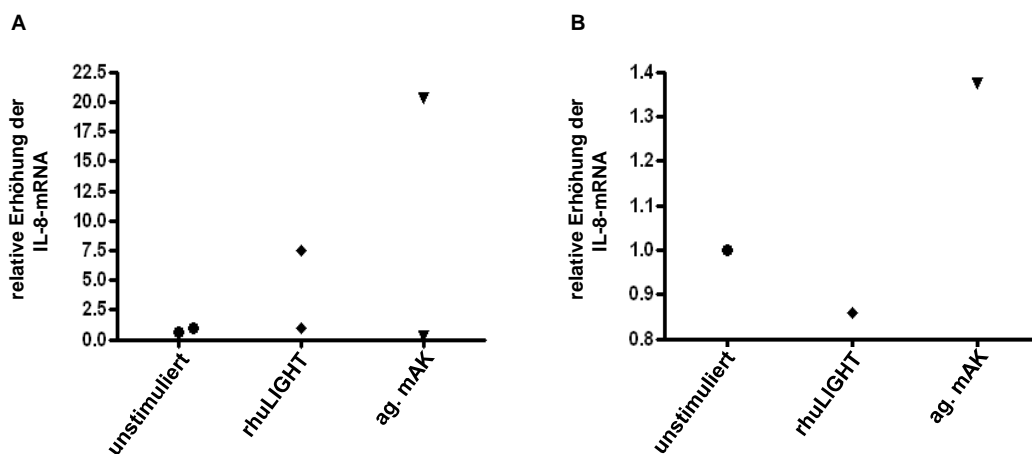 A
relative Erhöhung der
IL-8-mRNA
22.5
20.0
17.5
15.0
12.5
10.0
7.5
5.0
2.5
0.0
unstimuliert
rhuLIGHT
ag. mAK
B
relative Erhöhung der
IL-8-mRNA
1.4
1.3
1.2
1.1
1.0
0.9
0.8
unstimuliert
rhuLIGHT
ag. mAK